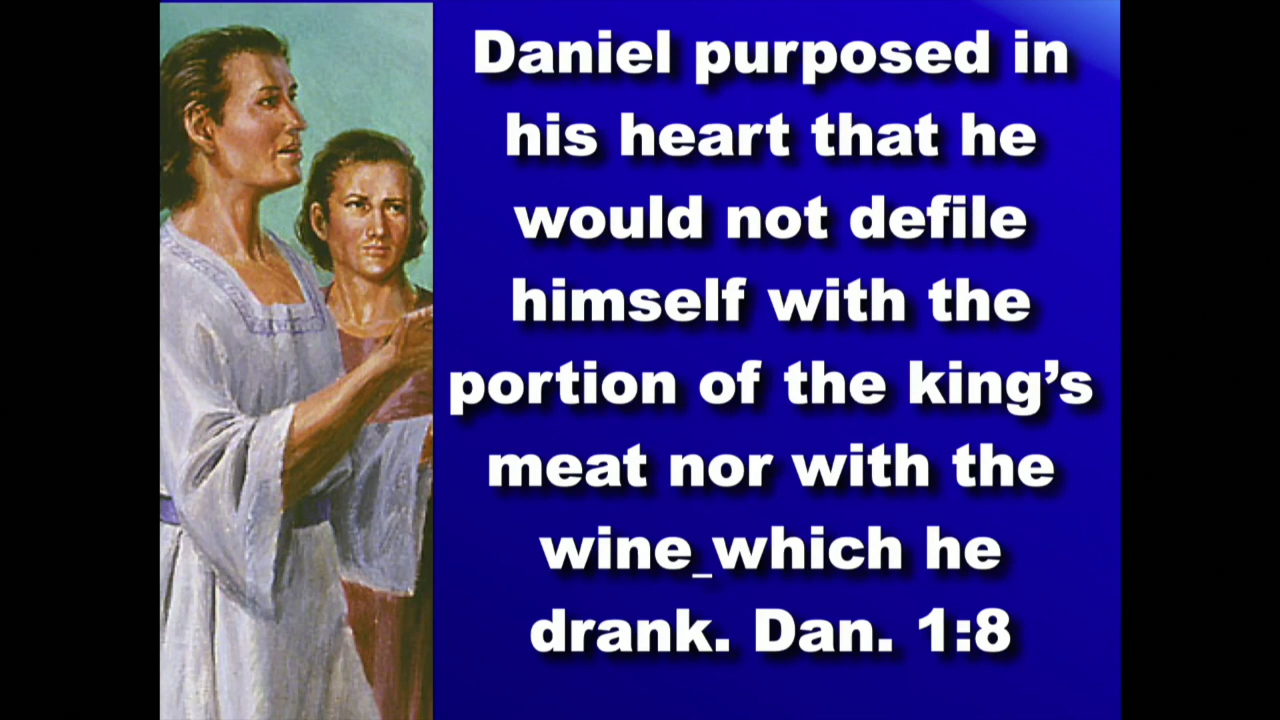 Daniel purposed in
his heart that he
would not defile
himself with the
portion of the king’s
meat nor with the
wine_which he
drank. Dan. 1:8